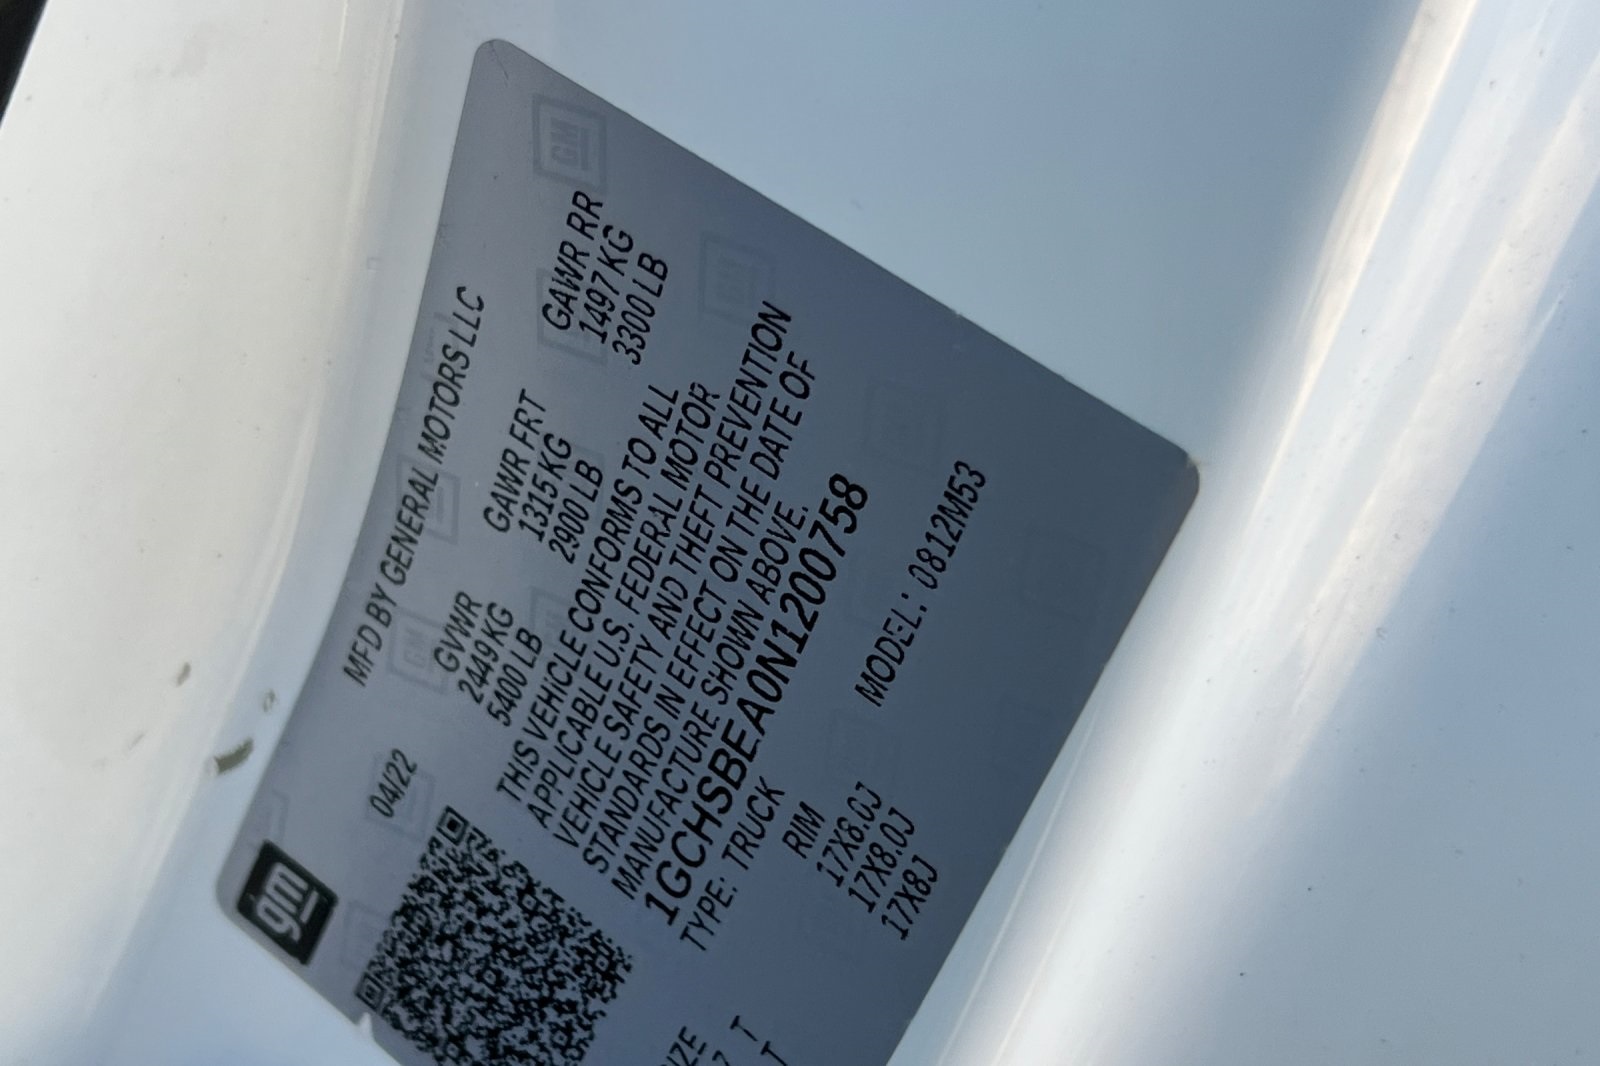 gm
MFD BY GENERAL MOTORS LLC
04/22
GVWR GAWR FRT GAWR RR
2449 KG 1315 KG 1497 KG
5400 LB 2900 LB 3300 LB
THIS VEHICLE CONFORMS TO ALL
APPLICABLE U.S. FEDERAL MOTOR
VEHICLE SAFETY AND THEFT PREVENTION
STANDARDS IN EFFECT ON THE DATE OF
MANUFACTURE SHOWN ABOVE.
1GCHSBEA0N1200758
TYPE: TRUCK MODEL: 0812M53
RIM
17X8.0J
17X8.0J
17X8J